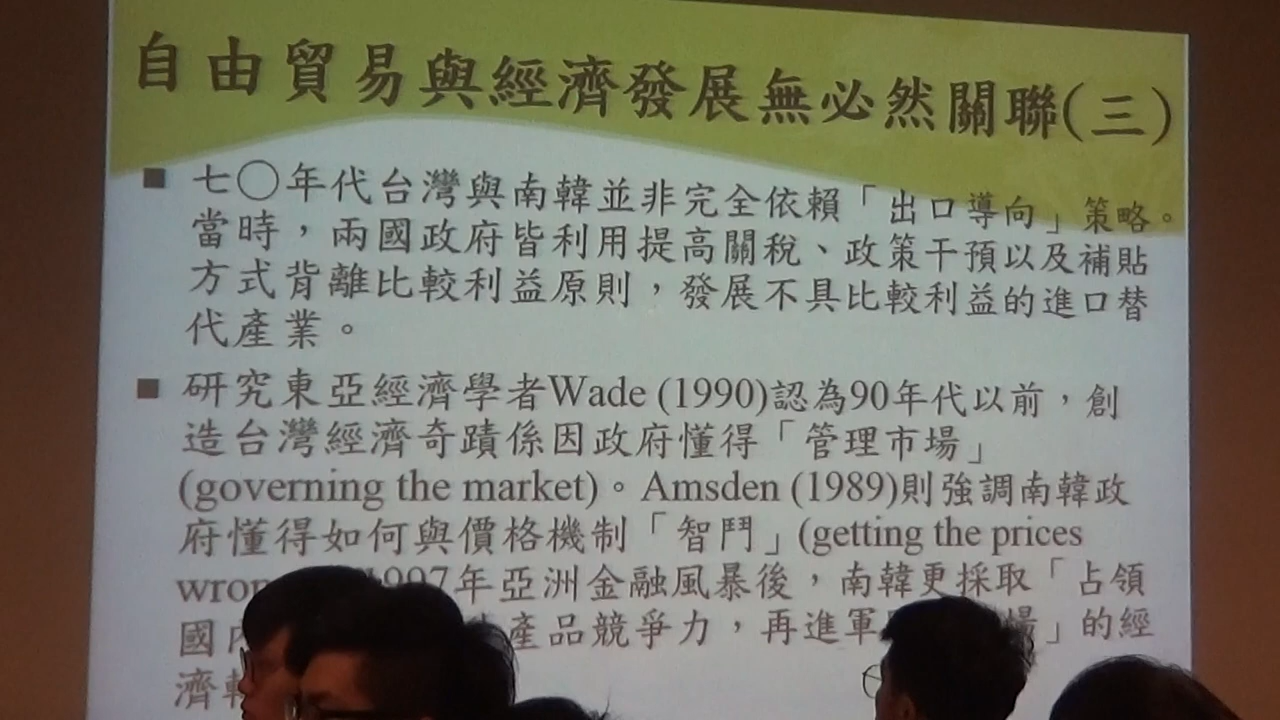 自由貿易與經濟發展無必然關聯(三)
■ 七〇年代台灣與南韓並非完全依賴「出口導向」策略。
當時，兩國政府皆利用提高關稅、政策干預以及補貼
方式背離比較利益原則，發展不具比較利益的進口替
代產業。
■ 研究東亞經濟學者Wade (1990)認為90年代以前，創
造台灣經濟奇蹟係因政府懂得「管理市場」
(governing the market)。Amsden (1989)則強調南韓政
府懂得如何與價格機制「智鬥」(getting the prices
997年亞洲金融風暴後，南韓更採取「占領
國 產品競爭力，再進軍 」的經
濟